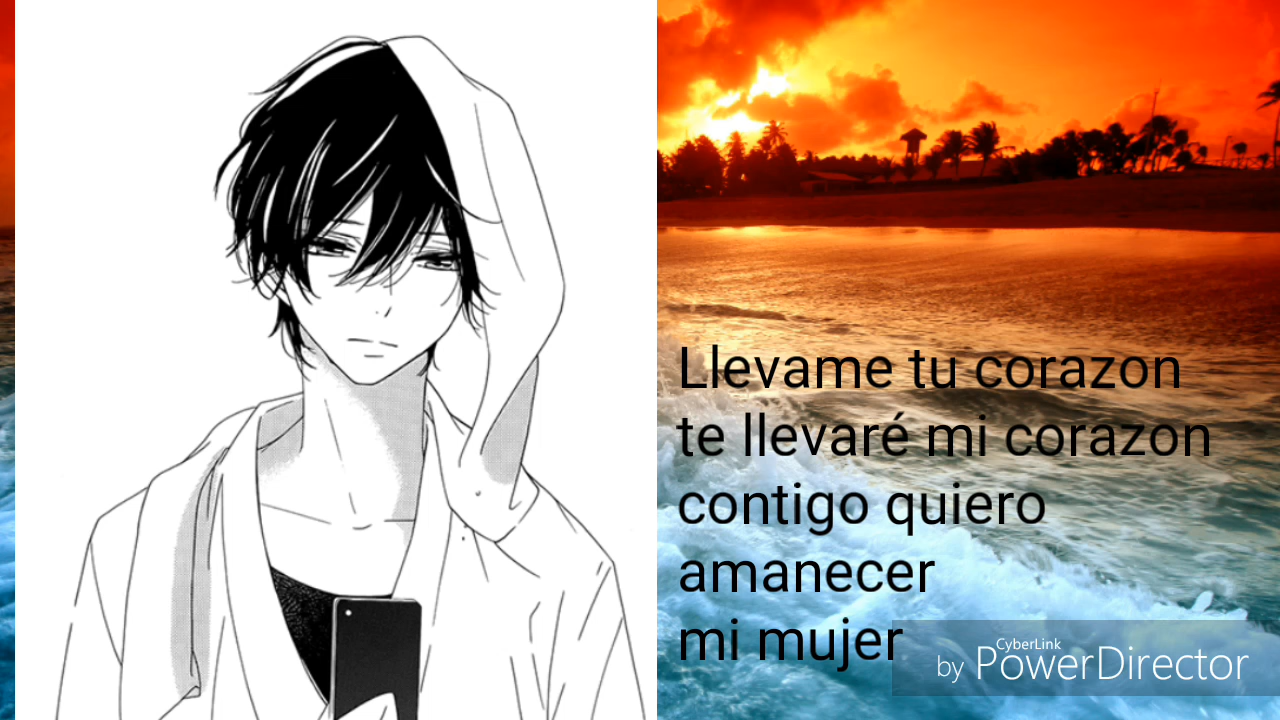 Llevame tu corazon
te llevaré mi corazon
contigo quiero
amanecer
mi mujer
CyberLink
by PowerDirector